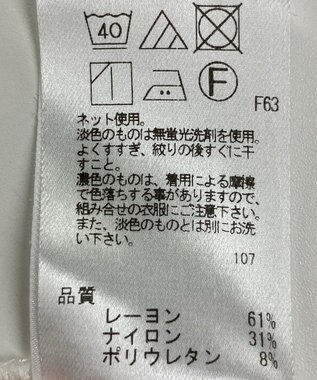 40
F
F63
ネット使用。
淡色のものは無蛍光洗剤を使用。
よくすすぎ、絞りの後すぐに干
すこと。
濃色のものは、着用による摩擦
で色落ちする事がありますので、
組み合せの衣服にご注意下さい。
また、淡色のものとは別にお洗
い下さい。
107
品質
レーヨン 61%
ナイロン 31%
ポリウレタン 8%